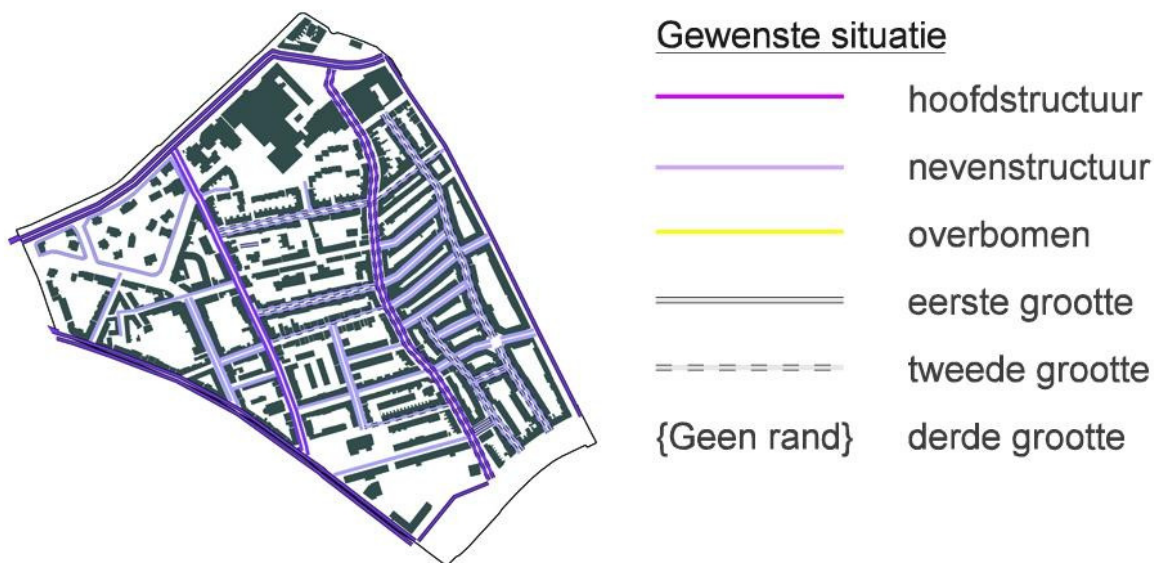 Gewenste situatie
hoofdstructuur
nevenstructuur
overbomen
eerste grootte
tweede grootte
{Geen rand} derde grootte